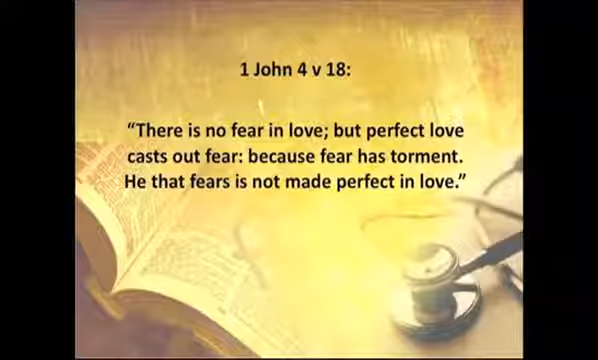 1 John 4 v 18:
“There is no fear in love; but perfect love
casts out fear: because fear has torment.
He that fears is not made perfect in love.”